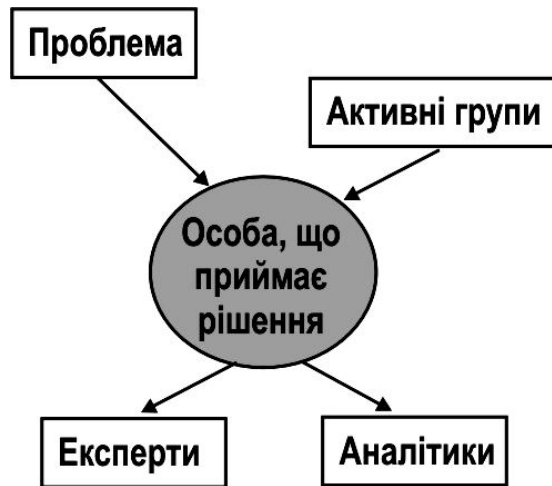 Проблема
Активні групи
Особа, що
приймає
рішення
Експерти
Аналітики